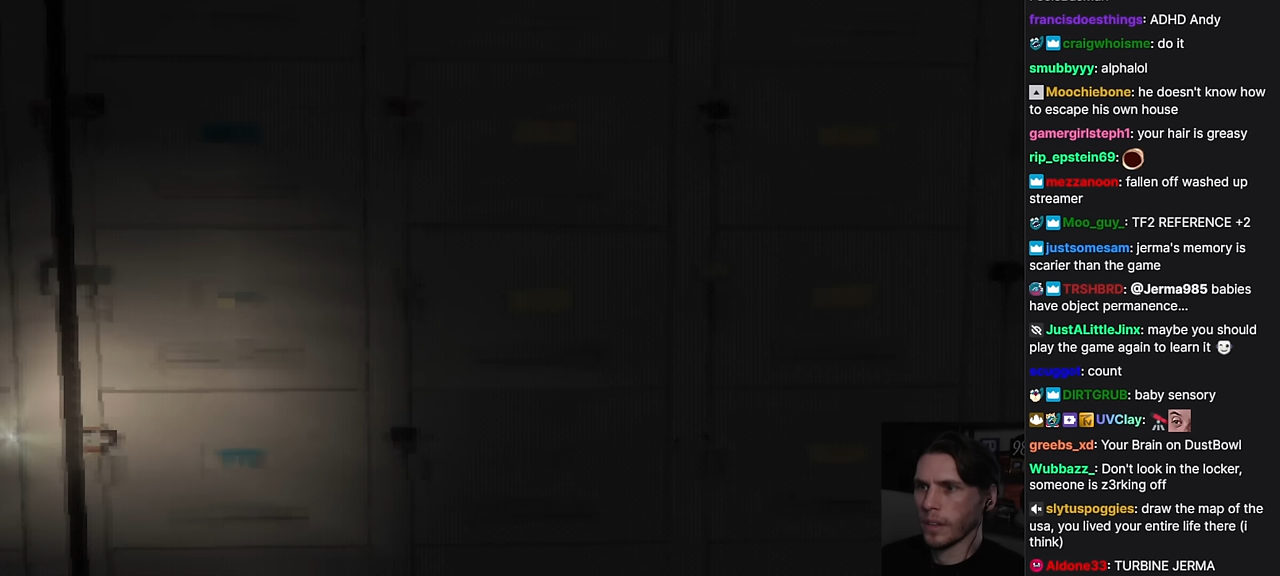 francisdoesthings: ADHD Andy
craigwhoisme: do it
smubbyyy: alphalol
Moochiebone: he doesn't know how
to escape his own house
gamergirlsteph1: your hair is greasy
rip_epstein69:
mezzanoon: fallen off washed up
streamer
Moo_guy_: TF2 REFERENCE +2
justsomesam: jerma's memory is
scarier than the game
TRSHBRD: @Jerma985 babies
have object permanence...
JustALittleJinx: maybe you should
play the game again to learn it
: count
DIRTGRUB: baby sensory
UVClay:
greebs_xd: Your Brain on DustBowl
Wubbazz_: Don't look in the locker,
someone is z3rking off
slytuspoggies: draw the map of the
usa, you lived your entire life there (i
think)
Aldone33: TURBINE JERMA